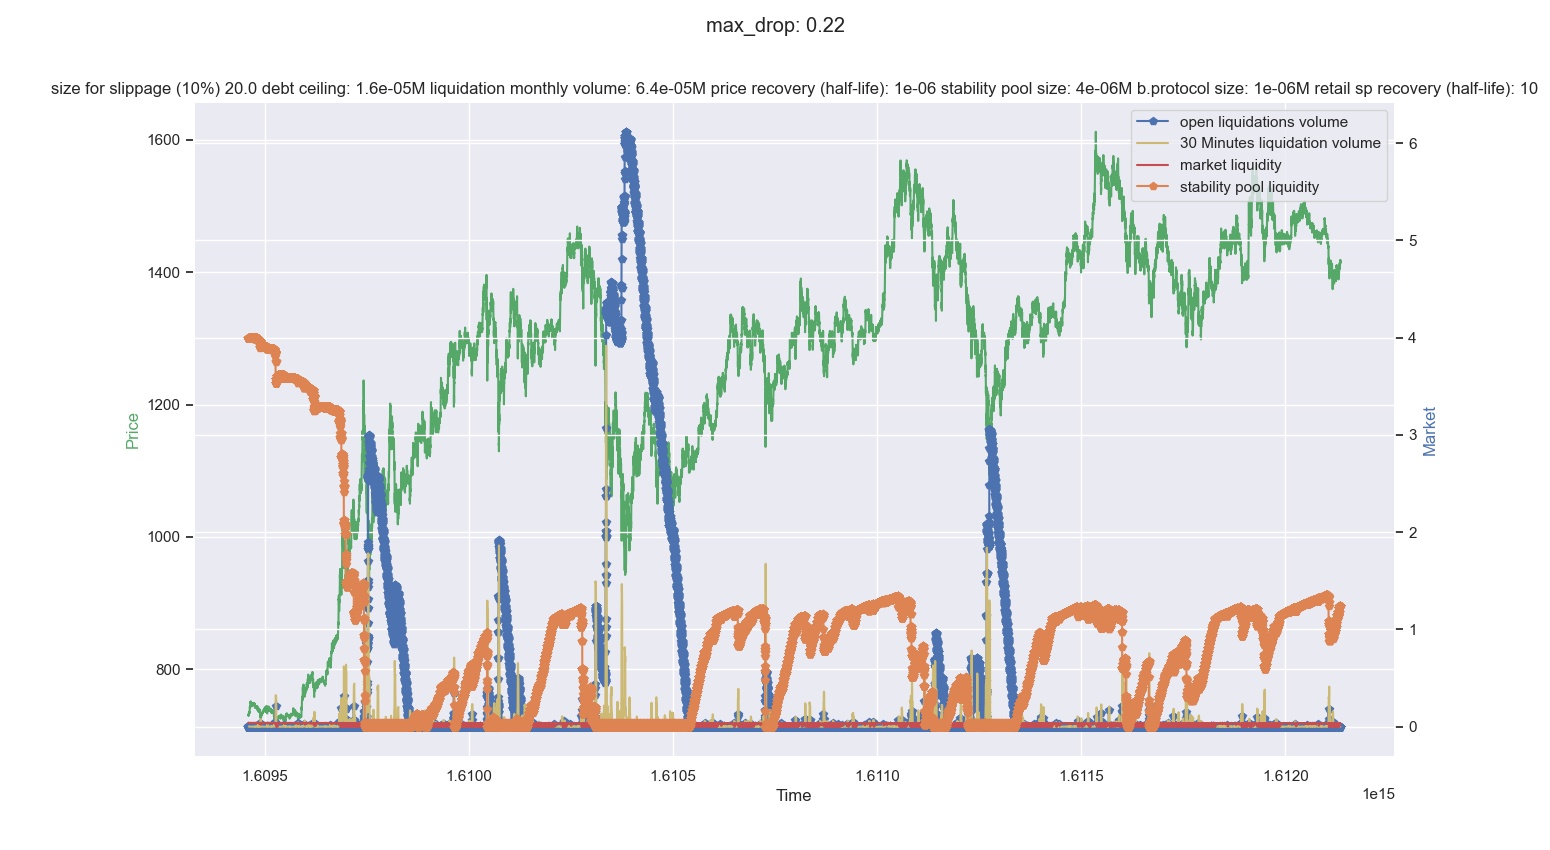 max_drop: 0.22
size for slippage (10%) 20.0 debt ceiling: 1.6e-05M liquidation monthly volume: 6.4e-05M price recovery (half-life): 1e-06 stability pool size: 4e-06M b.protocol size: 1e-06M retail sp recovery (half-life): 10
open liquidations volume
30 Minutes liquidation volume
market liquidity
stability pool liquidity
1600
1400
1200
1000
800
Price
6
5
4
3
2
1
0
Market
1.6095 1.6100 1.6105 1.6110 1.6115 1.6120
Time
1e15